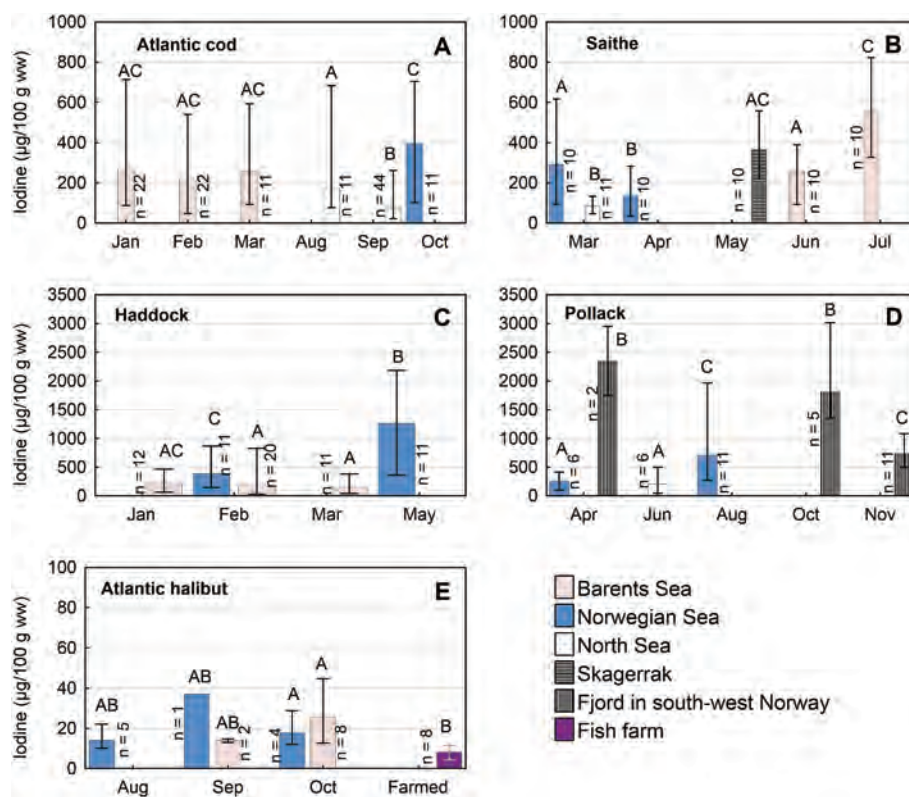 Atlantic cod
A
Iodine (µg/100 g ww)
1000
800
600
400
200
0
AC
n = 22
AC
n = 22
AC
n = 11
A
n = 11
B
n = 44
C
n = 11
Jan Feb Mar Aug Sep Oct
Saithe
B
1000
800
600
400
200
0
A
n = 10
B
n = 11
B
n = 10
AC
n = 10
A
n = 10
C
n = 10
Mar Apr May Jun Jul
Haddock
C
Iodine (µg/100 g ww)
3500
3000
2500
2000
1500
1000
500
0
n = 12
AC
C
n = 11
A
n = 20
n = 11
A
B
n = 11
Jan Feb Mar May
Pollack
D
3500
3000
2500
2000
1500
1000
500
0
A
n = 6
n = 2
B
n = 6
A
C
n = 11
B
n = 5
C
n = 11
Apr Jun Aug Oct Nov
Atlantic halibut
E
Iodine (µg/100 g ww)
100
80
60
40
20
0
AB
n = 5
AB
n = 1
AB
n = 2
A
n = 4
A
n = 8
B
n = 8
Aug Sep Oct Farmed
Barents Sea
Norwegian Sea
North Sea
Skagerrak
Fjord in south-west Norway
Fish farm